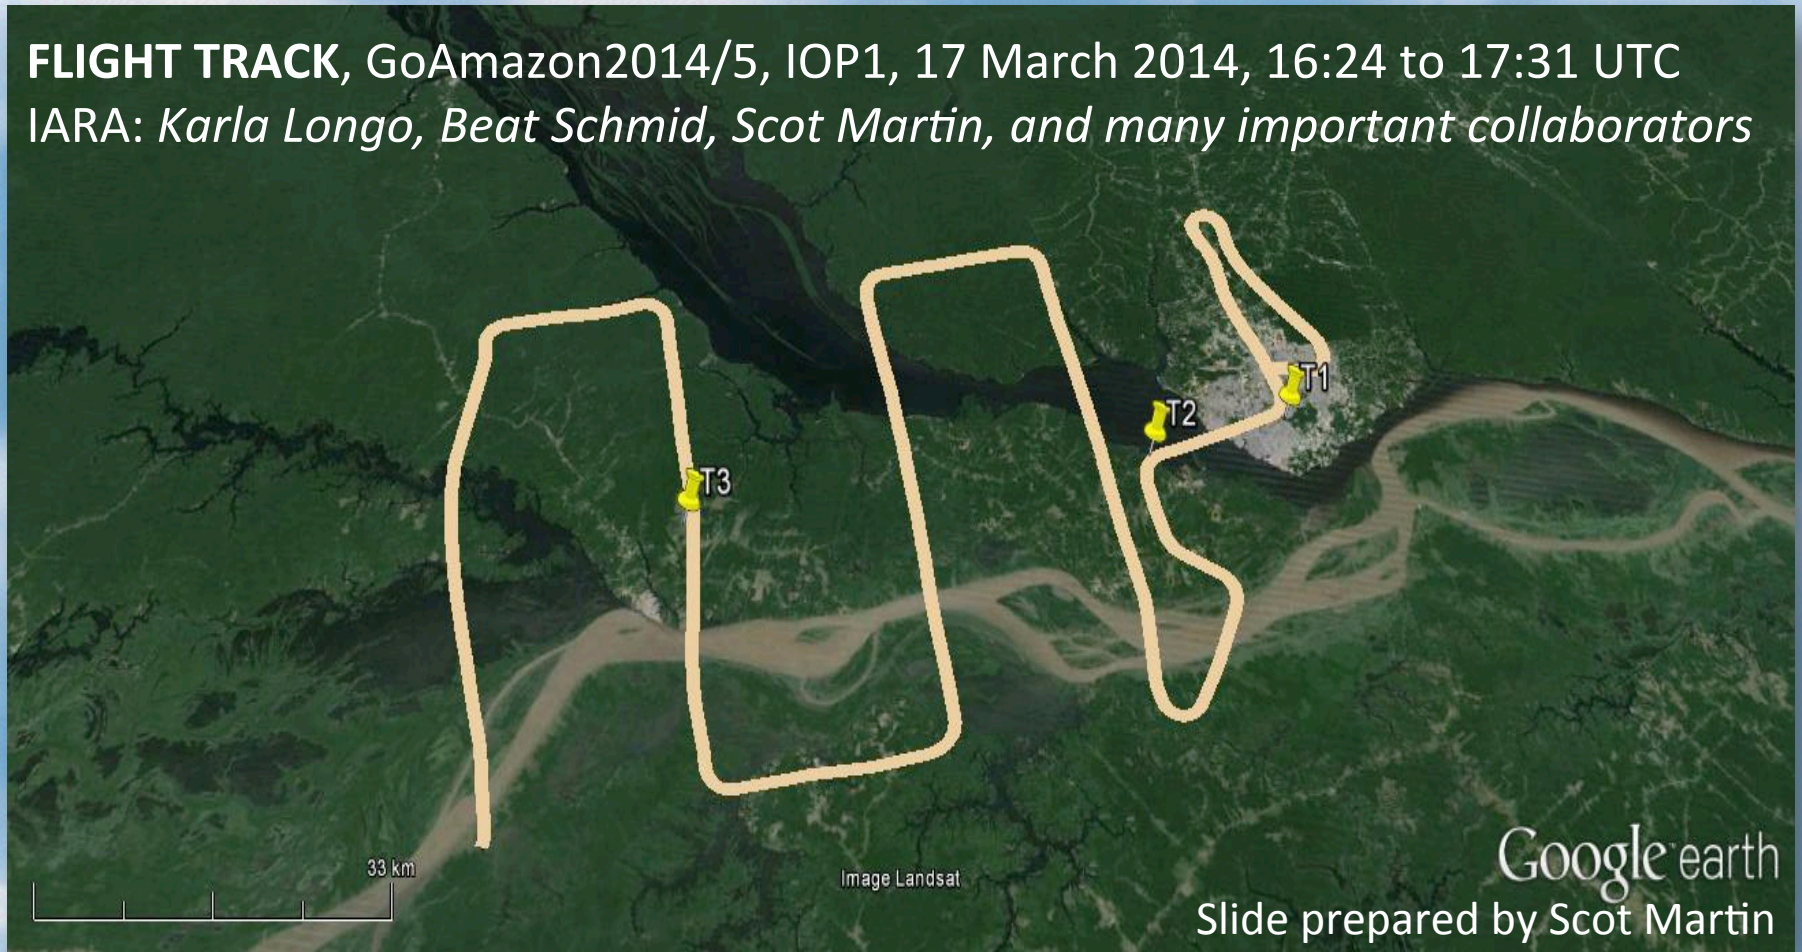 FLIGHT TRACK, GoAmazon2014/5, IOP1, 17 March 2014, 16:24 to 17:31 UTC
IARA: Karla Longo, Beat Schmid, Scot Martin, and many important collaborators
T1
T2
T3
33 km
Image Landsat
Google earth
Slide prepared by Scot Martin